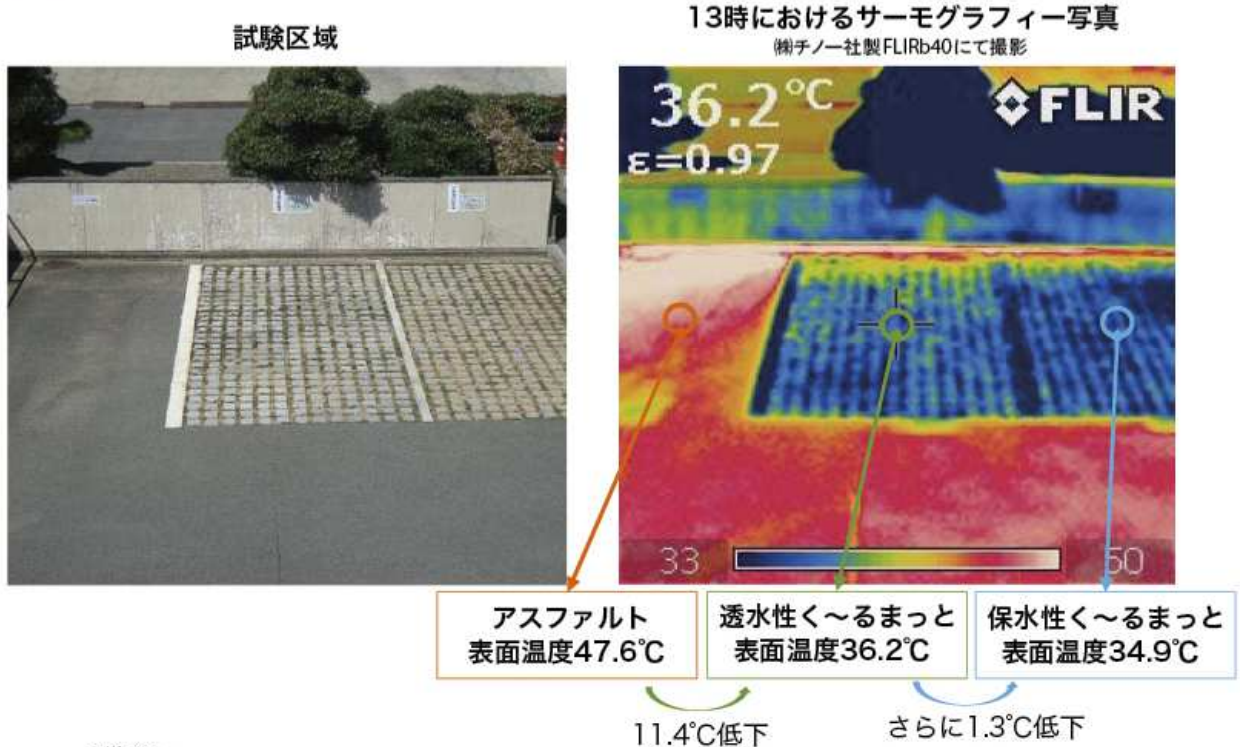 試験区域
13時におけるサーモグラフィー写真
㈱チノー社製FLIRb40にて撮影
36.2℃
FLIR
ε=0.97
33
50
アスファルト
表面温度47.6℃
透水性く〜るまっと
表面温度36.2℃
保水性く〜るまっと
表面温度34.9℃
11.4℃低下
さらに1.3℃低下